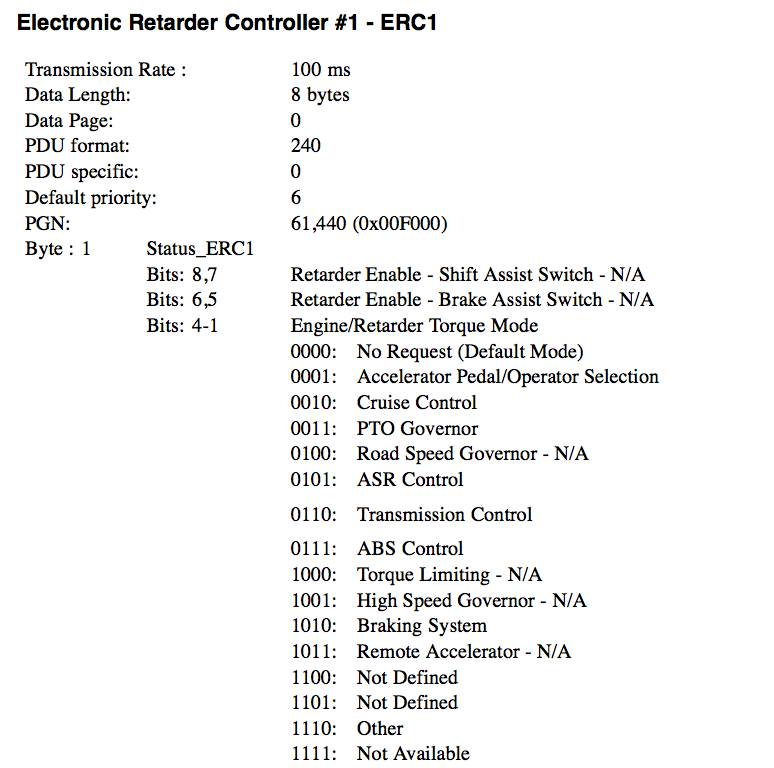 Electronic Retarder Controller #1 - ERC1
Transmission Rate : 100 ms
Data Length: 8 bytes
Data Page: 0
PDU format: 240
PDU specific: 0
Default priority: 6
PGN: 61,440 (0x00F000)
Byte : 1 Status_ERC1
Bits: 8,7 Retarder Enable - Shift Assist Switch - N/A
Bits: 6,5 Retarder Enable - Brake Assist Switch - N/A
Bits: 4-1 Engine/Retarder Torque Mode
0000: No Request (Default Mode)
0001: Accelerator Pedal/Operator Selection
0010: Cruise Control
0011: PTO Governor
0100: Road Speed Governor - N/A
0101: ASR Control
0110: Transmission Control
0111: ABS Control
1000: Torque Limiting - N/A
1001: High Speed Governor - N/A
1010: Braking System
1011: Remote Accelerator - N/A
1100: Not Defined
1101: Not Defined
1110: Other
1111: Not Available